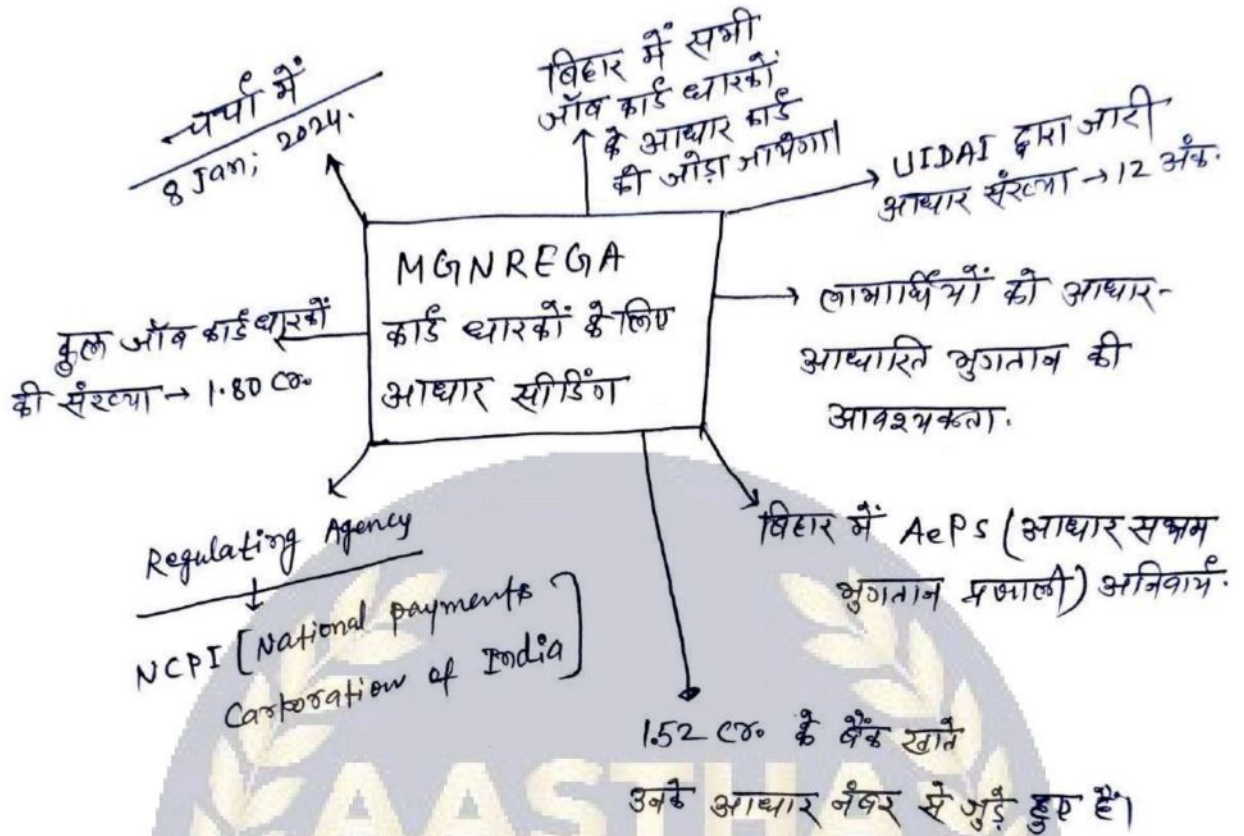 चर्चा में
8 Jan; 2024.
बिहार में सभी
जॉब कार्ड धारकों
के आधार कार्ड
को जोड़ा जायेगा।
UIDAI द्वारा जारी
आधार संख्या → 12 अंक.
MGNREGA
कार्ड धारकों के लिए
आधार सीडिंग
लाभार्थियों को आधार-
आधारित भुगतान की
आवश्यकता.
कुल जॉब कार्ड धारकों
की संख्या → 1.80 Cr.
Regulating Agency
NCPI [National payments
Corporation of India]
बिहार में AePS (आधार सक्षम
भुगतान प्रणाली) अनिवार्य.
1.52 Cr. के बैंक खाते
उनके आधार नंबर से जुड़े हुए है।
AASTHA